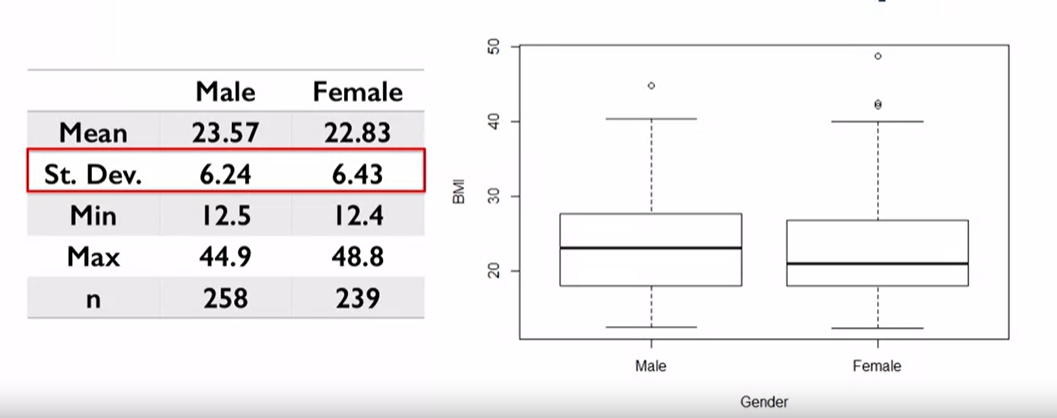 Male Female
Mean 23.57 22.83
St. Dev. 6.24 6.43
Min 12.5 12.4
Max 44.9 48.8
n 258 239
50
40
30
20
BMI
Male Female
Gender